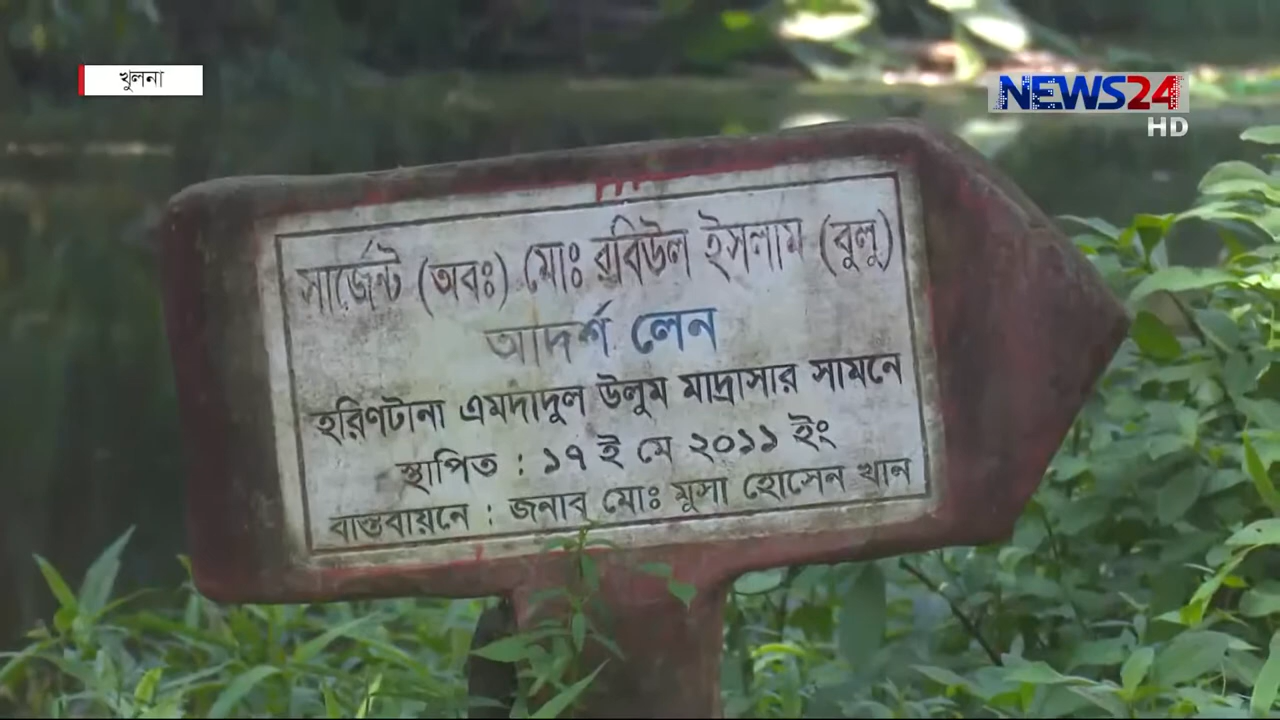 খুলনা
NEWS24
HD
সার্জেন্ট (অবঃ) মোঃ রবিউল ইসলাম (বুলু)
আদর্শ লেন
হরিণটানা এমদাদুল উলুম মাদ্রাসার সামনে
স্থাপিত : ১৭ ই মে ২০১১ ইং
বাস্তবায়নে : জনাব মোঃ মুসা হোসেন খান